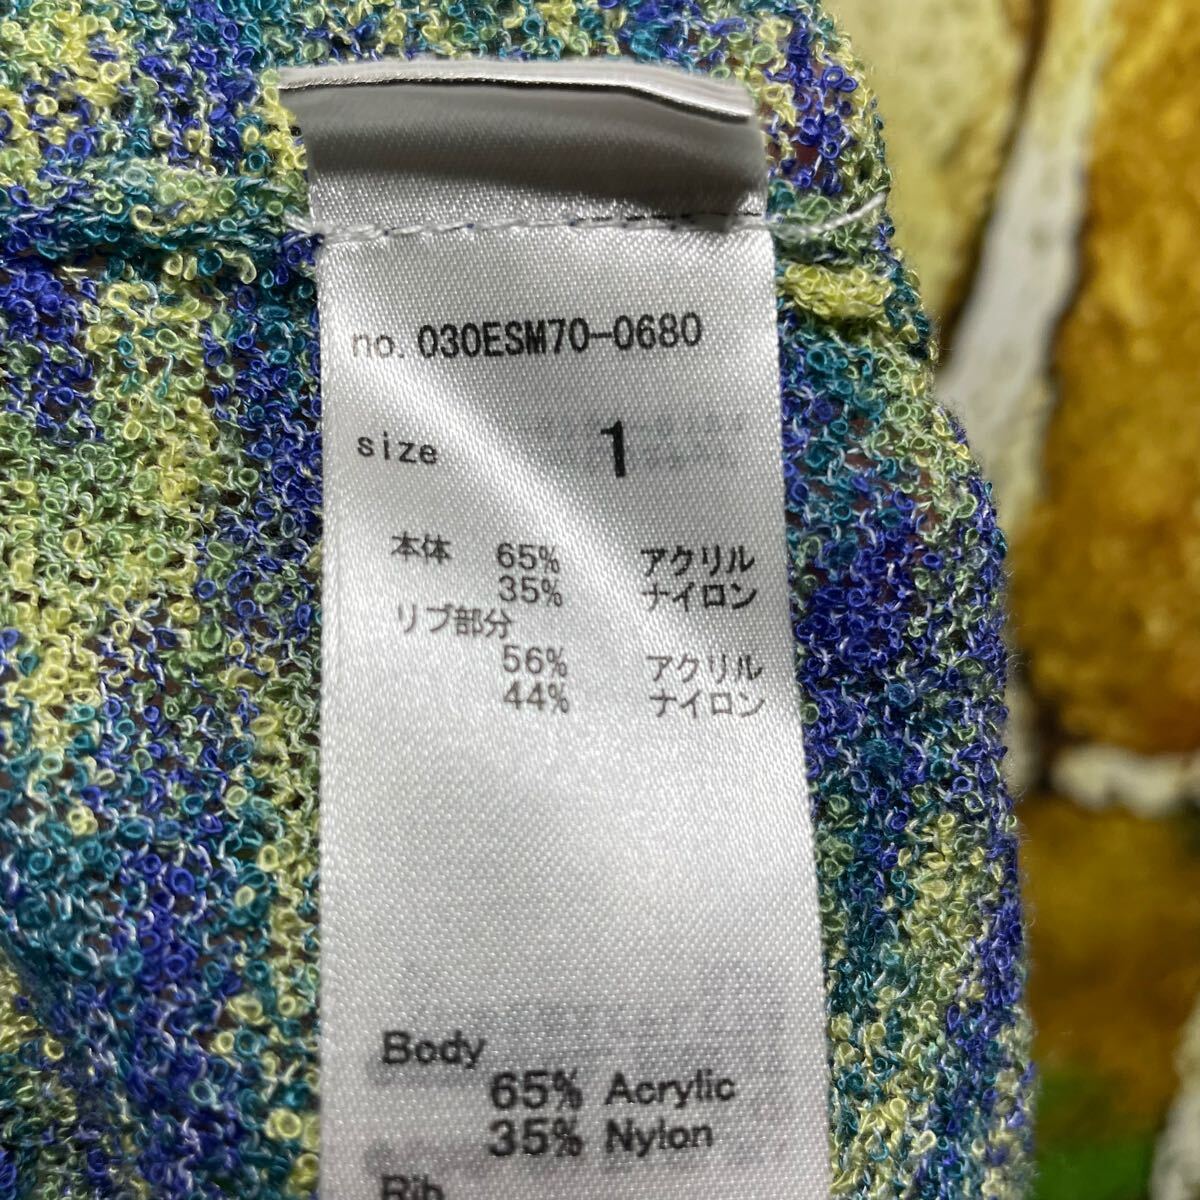 no. 030ESM70-0680
size 1
本体 65% アクリル
35% ナイロン
リブ部分
56% アクリル
44% ナイロン
Body
65% Acrylic
35% Nylon
Rib